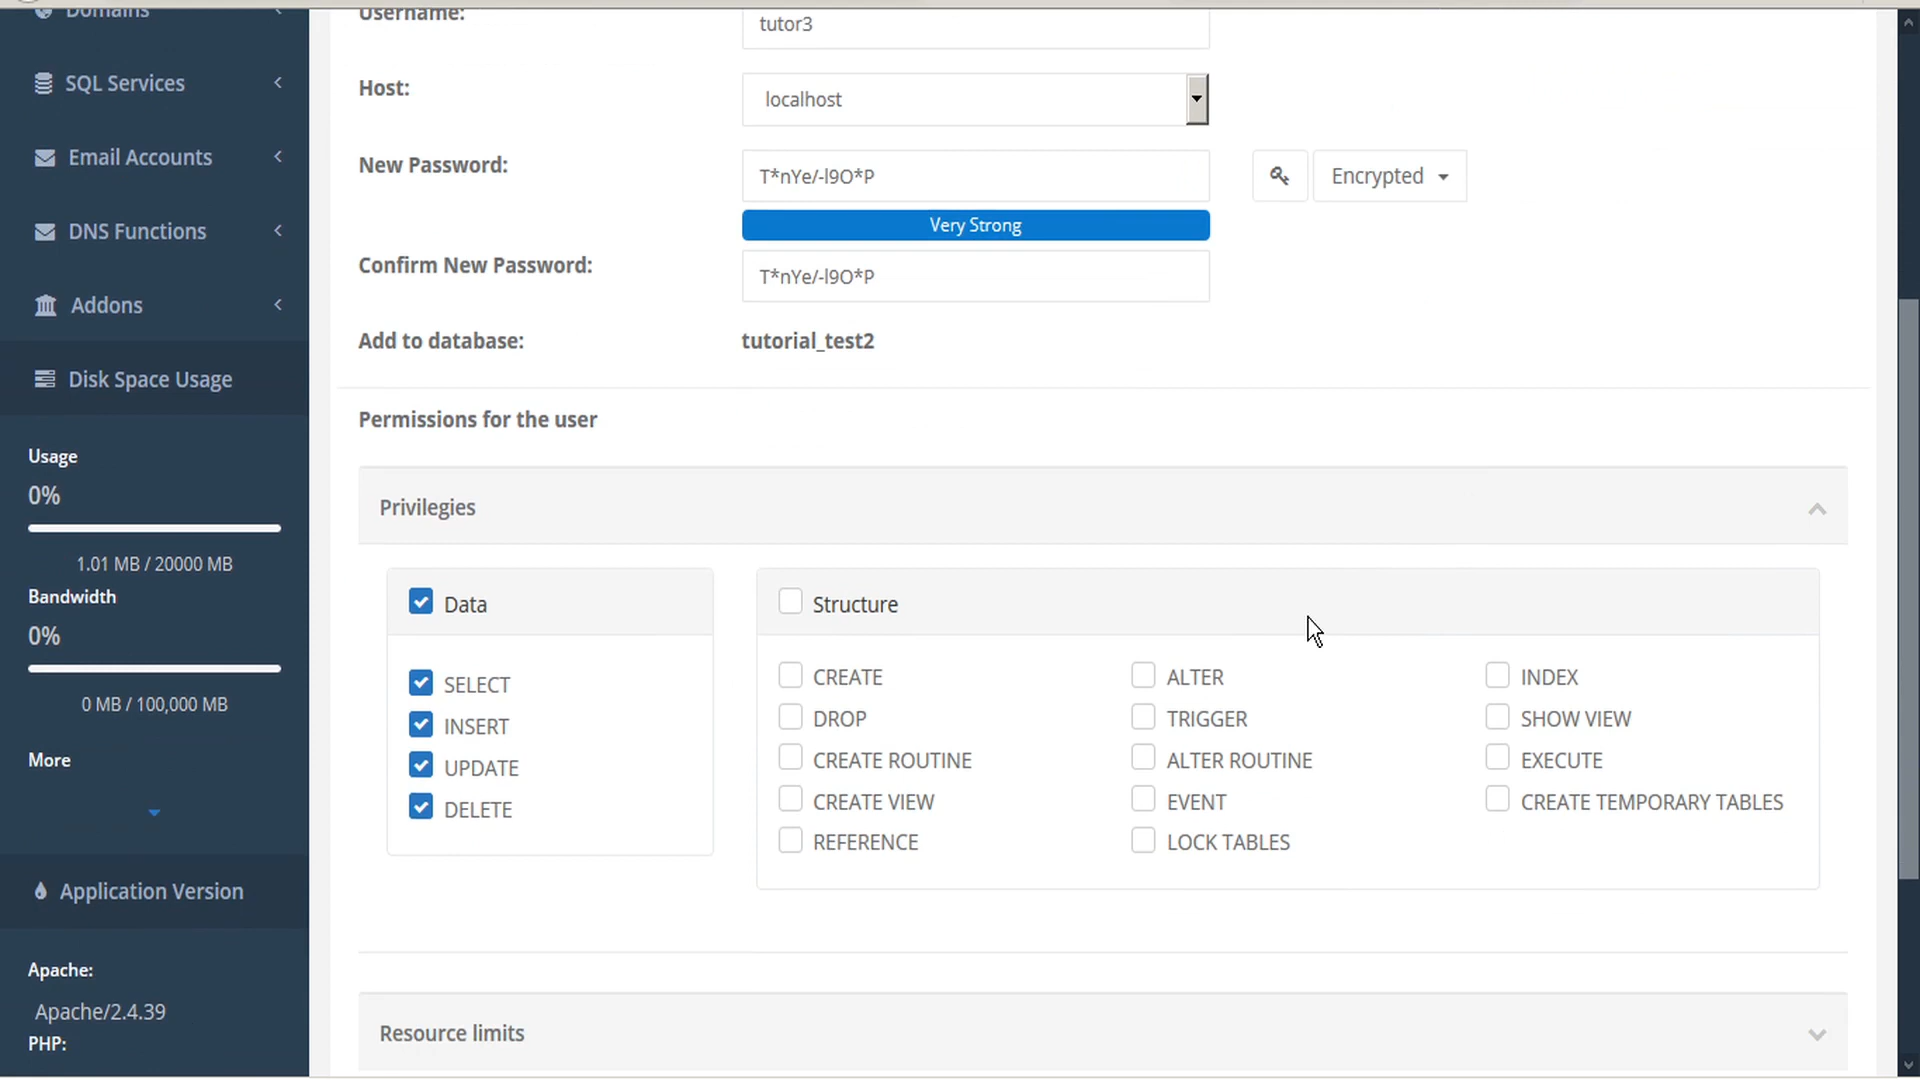 Domains
SQL Services
Email Accounts
DNS Functions
Addons
Disk Space Usage
Usage
0%
1.01 MB / 20000 MB
Bandwidth
0%
0 MB / 100,000 MB
More
Application Version
Apache:
Apache/2.4.39
PHP:
Username:
tutor3
Host:
localhost
New Password:
T*nYe/-l9O*P
Encrypted
Very Strong
Confirm New Password:
T*nYe/-l9O*P
Add to database:
tutorial_test2
Permissions for the user
Privilegies
Data
SELECT
INSERT
UPDATE
DELETE
Structure
CREATE
ALTER
INDEX
DROP
TRIGGER
SHOW VIEW
CREATE ROUTINE
ALTER ROUTINE
EXECUTE
CREATE VIEW
EVENT
CREATE TEMPORARY TABLES
REFERENCE
LOCK TABLES
Resource limits